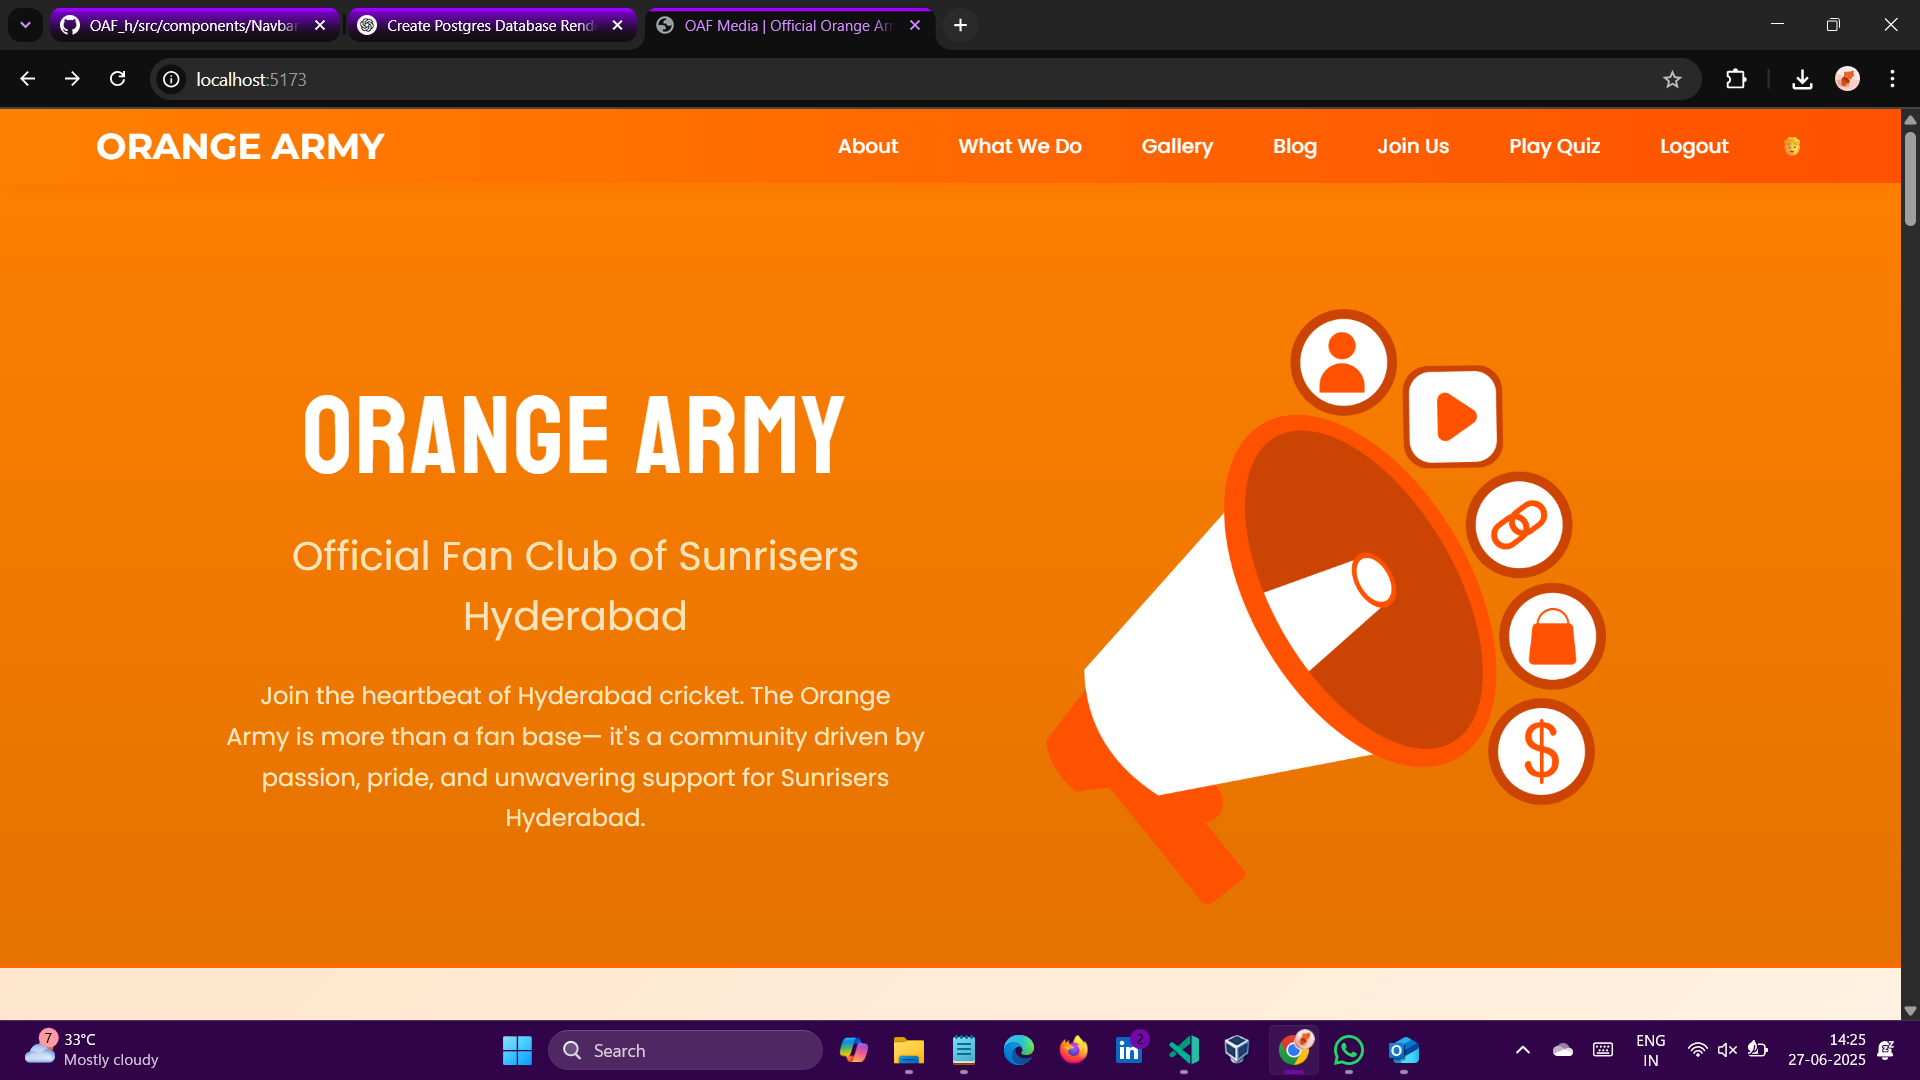 OAF_h/src/components/Navbar
Create Postgres Database Rend
OAF Media | Official Orange Arm
localhost:5173
ORANGE ARMY
About
What We Do
Gallery
Blog
Join Us
Play Quiz
Logout
ORANGE ARMY
Official Fan Club of Sunrisers
Hyderabad
Join the heartbeat of Hyderabad cricket. The Orange
Army is more than a fan base— it's a community driven by
passion, pride, and unwavering support for Sunrisers
Hyderabad.
$
7
33°C
Mostly cloudy
Search
2
ENG
IN
14:25
27-06-2025